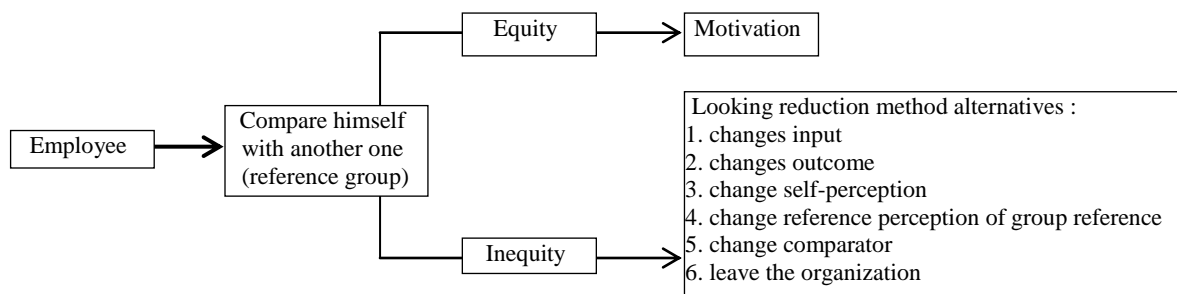 Employee
Compare himself
with another one
(reference group)
Equity
Motivation
Inequity
Looking reduction method alternatives :
1. changes input
2. changes outcome
3. change self-perception
4. change reference perception of group reference
5. change comparator
6. leave the organization